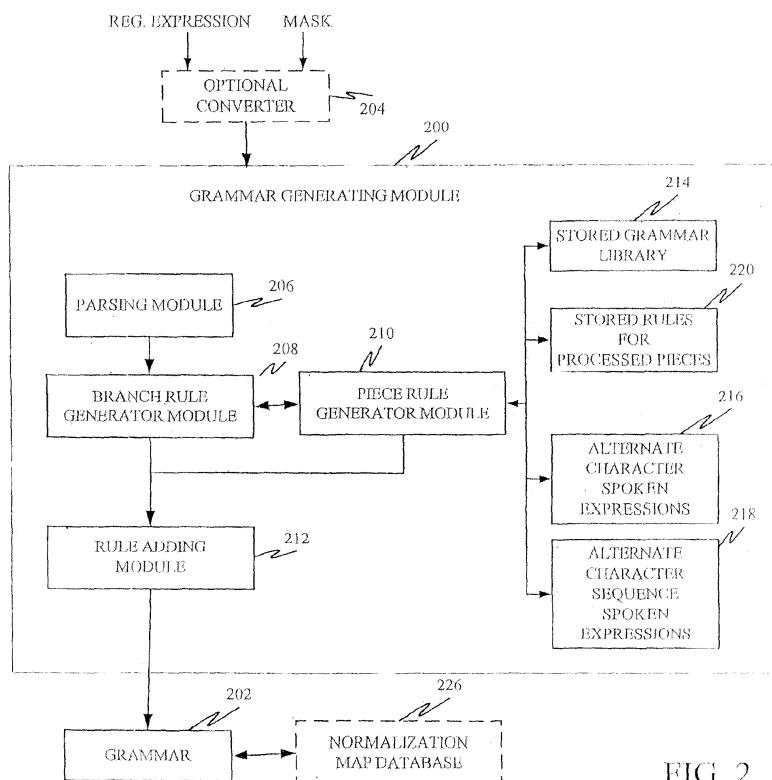 REG. EXPRESSION MASK
OPTIONAL
CONVERTER
204
200
GRAMMAR GENERATING MODULE
214
STORED GRAMMAR
LIBRARY
206
PARSING MODULE
220
STORED RULES
FOR
PROCESSED PIECES
210
208
BRANCH RULE
GENERATOR MODULE
PIECE RULE
GENERATOR MODULE
216
ALTERNATE
CHARACTER
SPOKEN
EXPRESSIONS
218
RULE ADDING
MODULE
212
ALTERNATE
CHARACTER
SEQUENCE
SPOKEN
EXPRESSIONS
202
226
GRAMMAR
NORMALIZATION
MAP DATABASE
FIG. 2